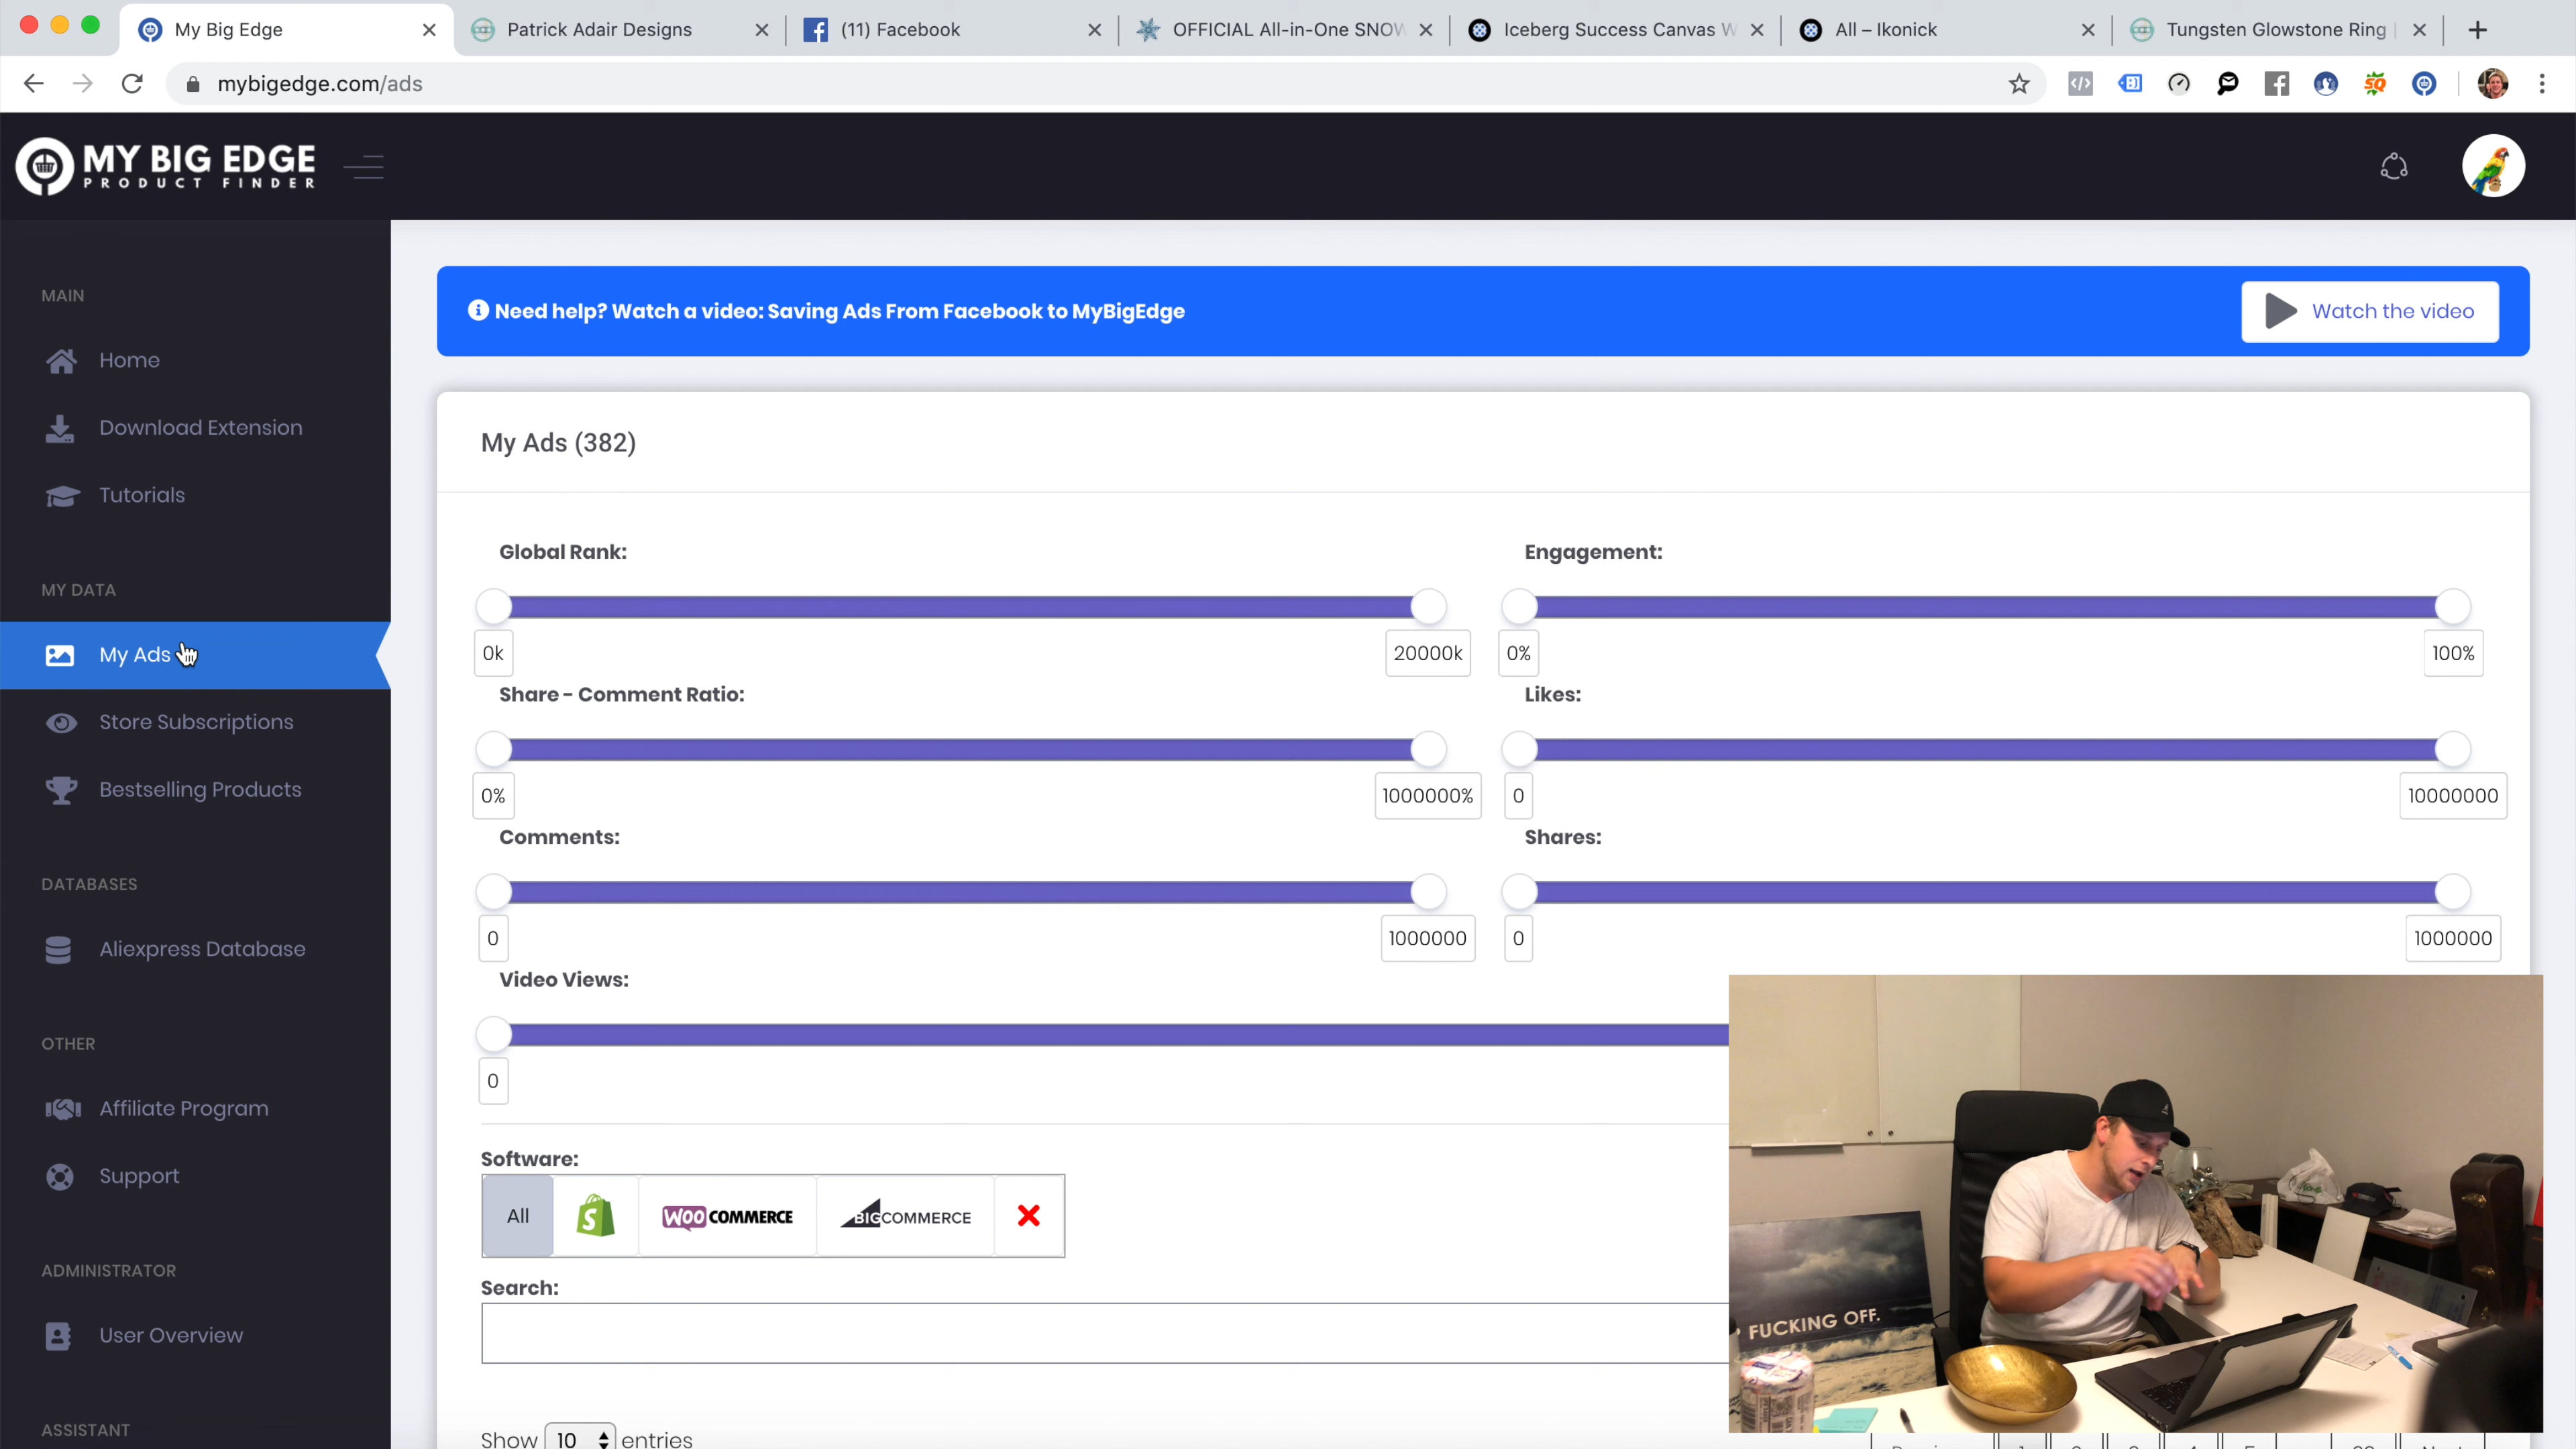 My Big Edge
Patrick Adair Designs
(11) Facebook
OFFICIAL All-in-One SNOW
Iceberg Success Canvas W
All – Ikonick
Tungsten Glowstone Ring |
mybigedge.com/ads
MY BIG EDGE
PRODUCT FINDER
MAIN
Home
Download Extension
Tutorials
MY DATA
My Ads
Store Subscriptions
Bestselling Products
DATABASES
Aliexpress Database
OTHER
Affiliate Program
Support
ADMINISTRATOR
User Overview
ASSISTANT
Need help? Watch a video: Saving Ads From Facebook to MyBigEdge
Watch the video
My Ads (382)
Global Rank:
0k
20000k
Engagement:
0%
100%
Share - Comment Ratio:
0%
1000000%
Likes:
0
10000000
Comments:
0
1000000
Shares:
0
1000000
Video Views:
0
Software:
All
WOO COMMERCE
BIGCOMMERCE
Search:
Show 10 entries
FUCKING OFF.